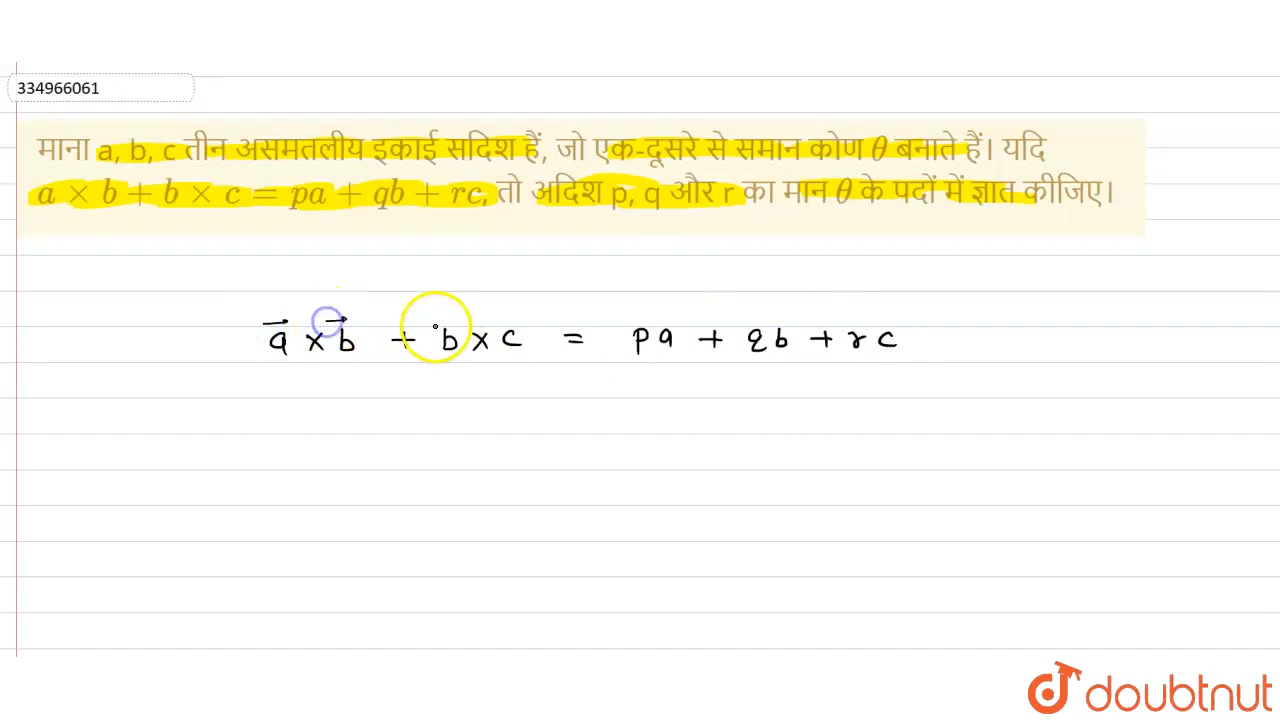 334966061
माना a, b, c तीन असमतलीय इकाई सदिश हैं, जो एक-दूसरे से समान कोण θ बनाते हैं। यदि
a × b + b × c = pa + qb + rc, तो अदिश p, q और r का मान θ के पदों में ज्ञात कीजिए।
a⃗ × b⃗ + b × c = pa + qb + rc
doubtnut